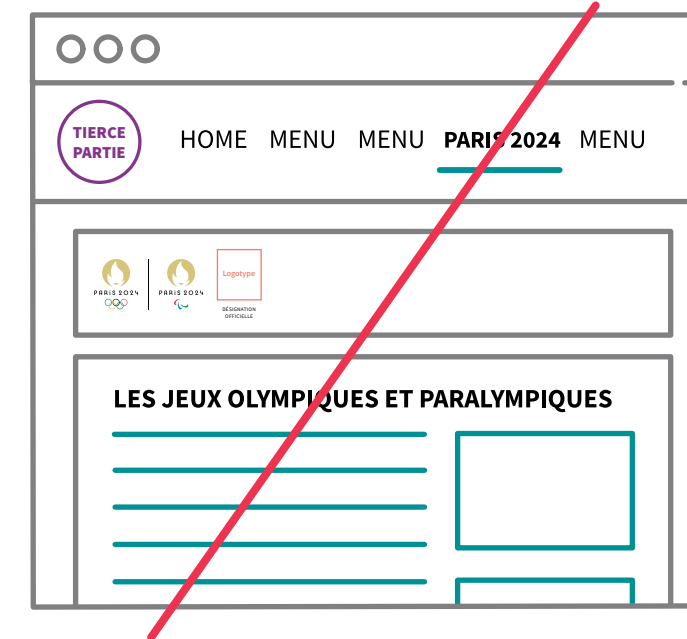 TIERCE
PARTIE
HOME MENU MENU PARIS 2024 MENU
PARIS 2024 PARIS 2024 Logotype
DÉSIGNATION
OFFICIELLE
LES JEUX OLYMPIQUES ET PARALYMPIQUES